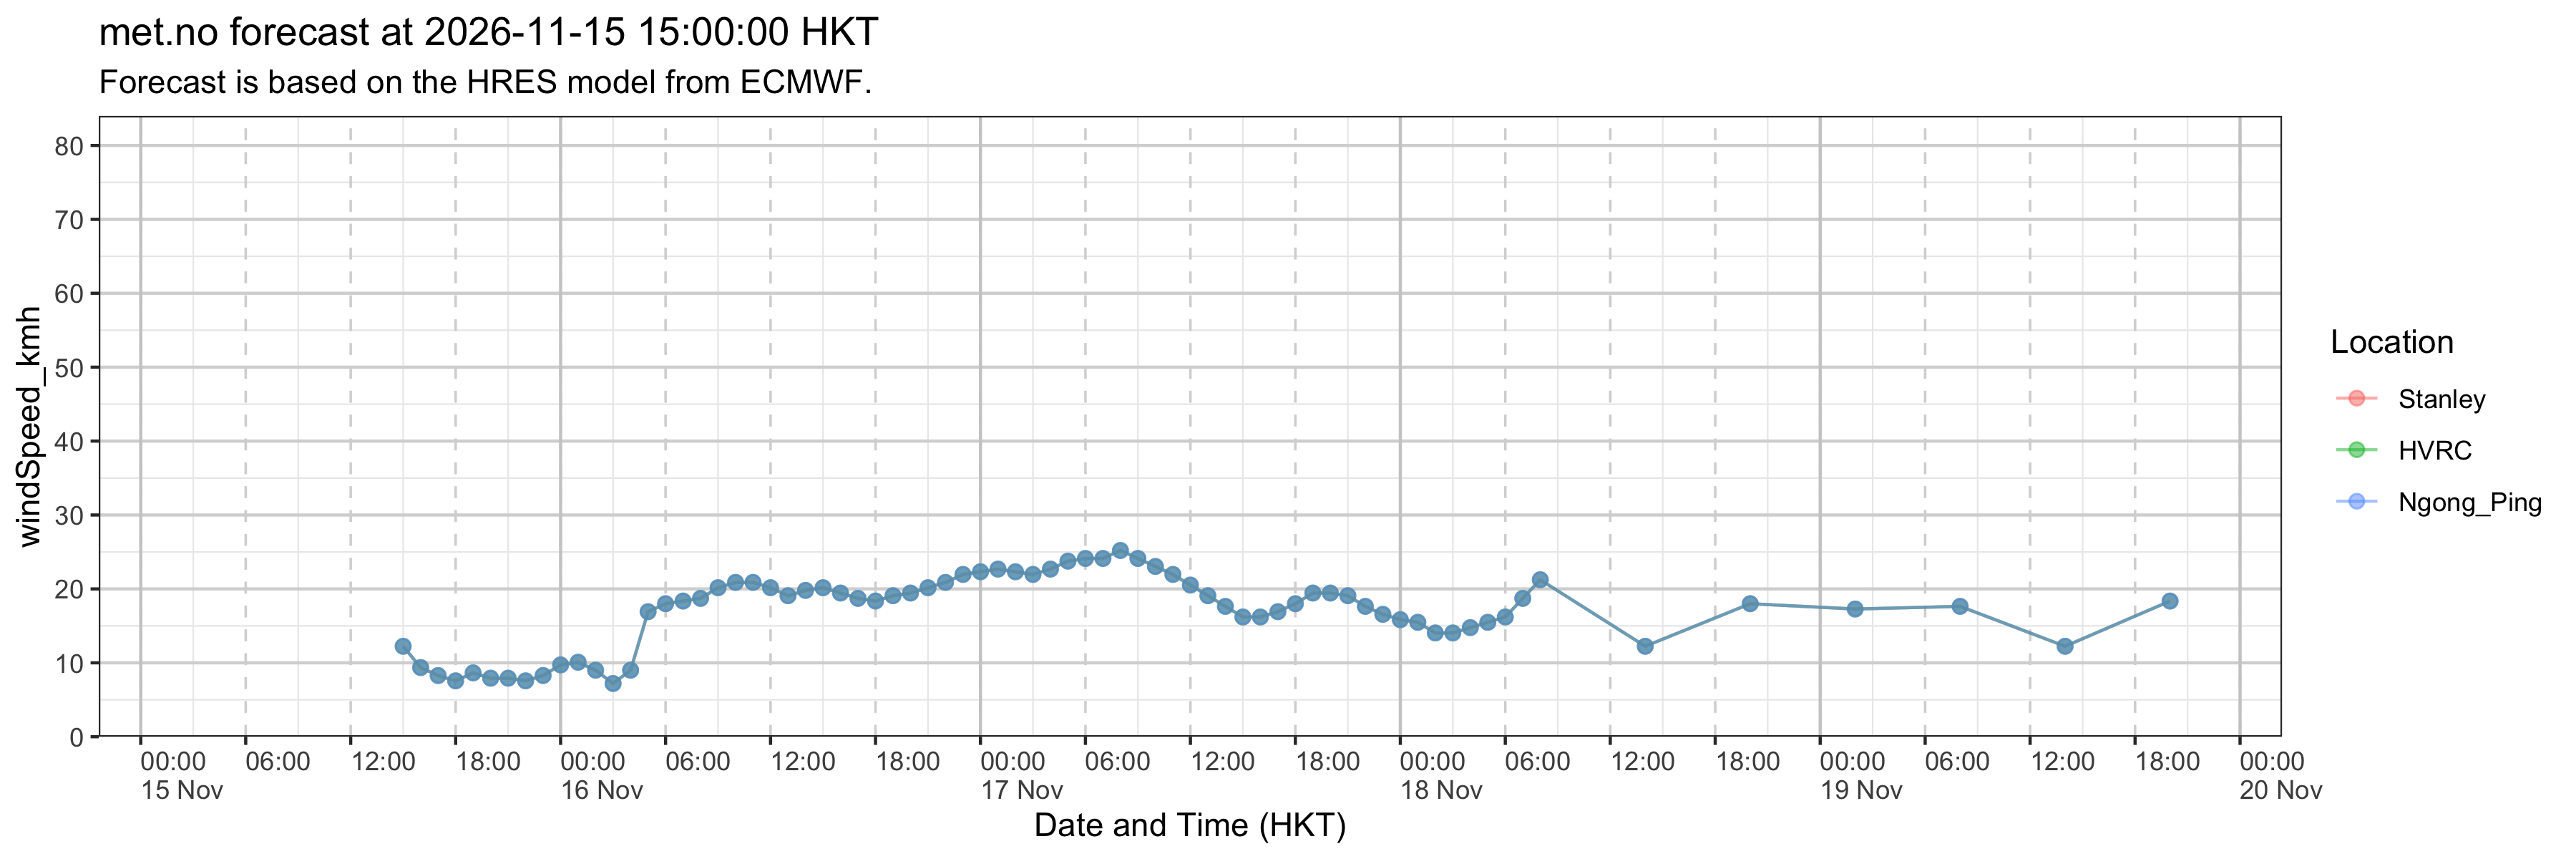 met.no forecast at 2026-11-15 15:00:00 HKT
Forecast is based on the HRES model from ECMWF.
windSpeed_kmh
80
70
60
50
40
30
20
10
0
00:00 06:00 12:00 18:00 00:00 06:00 12:00 18:00 00:00 06:00 12:00 18:00 00:00 06:00 12:00 18:00 00:00 06:00 12:00 18:00 00:00
15 Nov 16 Nov 17 Nov 18 Nov 19 Nov 20 Nov
Date and Time (HKT)
Location
Stanley
HVRC
Ngong_Ping